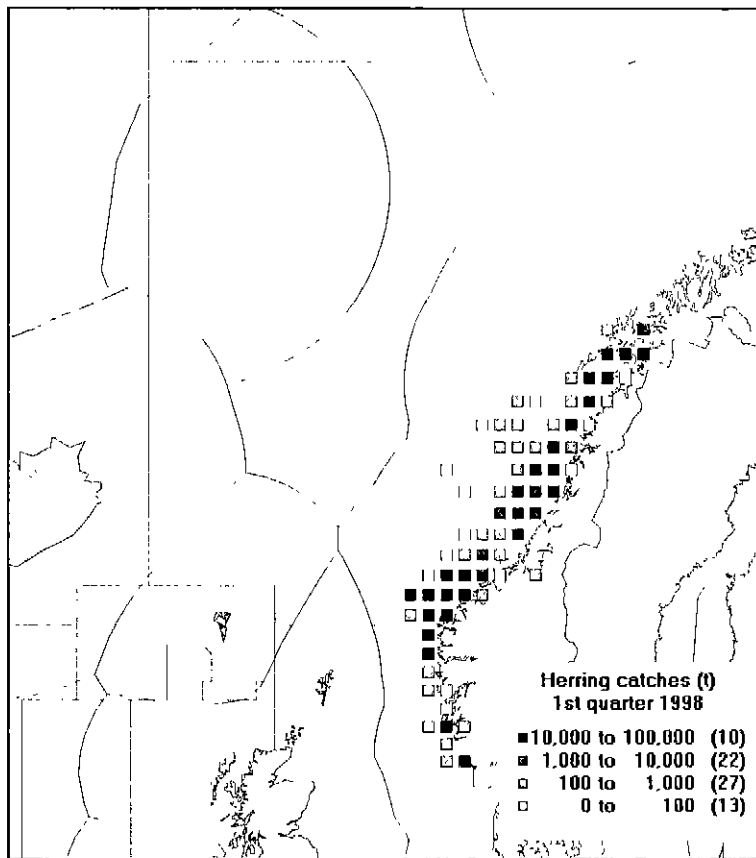 Herring catches (t)
1st quarter 1998
10,000 to 100,000 (10)
1,000 to 10,000 (22)
100 to 1,000 (27)
0 to 100 (13)